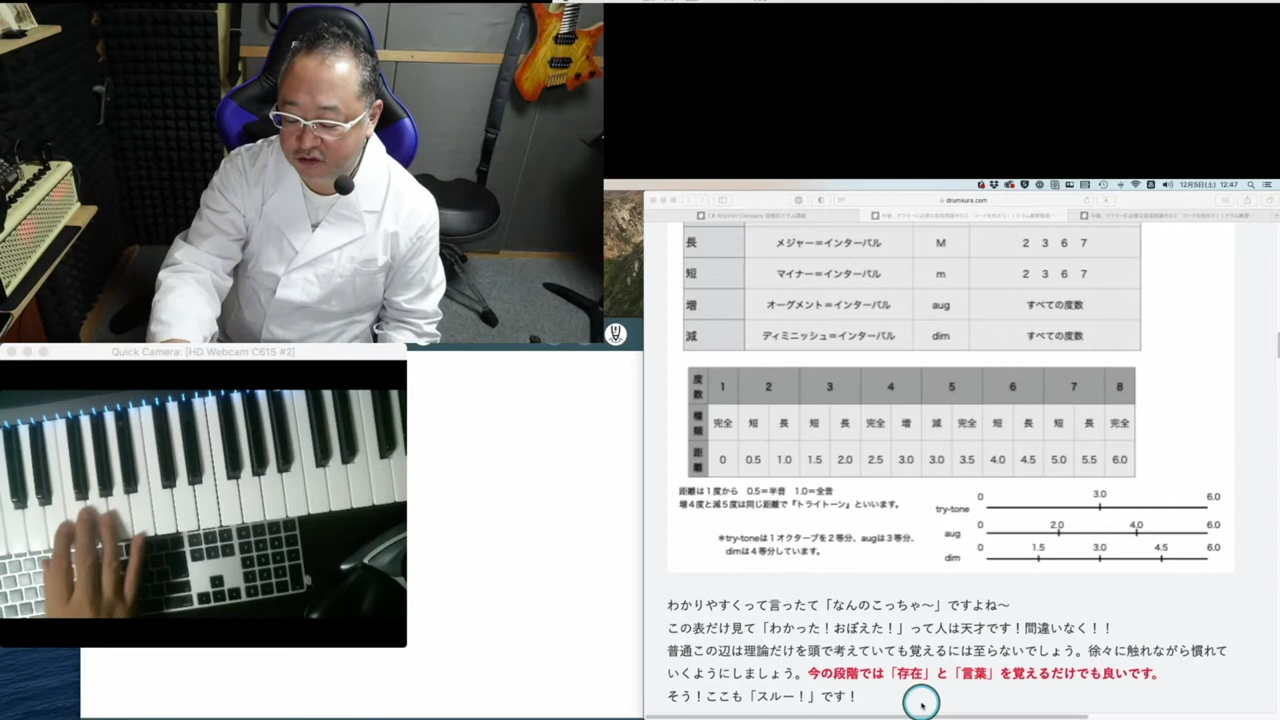 12月5日(土) 12:47
drumkura.com
長 メジャー＝インターバル M 2 3 6 7
短 マイナー＝インターバル m 2 3 6 7
増 オーグメント＝インターバル aug すべての度数
減 ディミニッシュ＝インターバル dim すべての度数
Quick Camera: [HD Webcam C615 #2]
度数 1 2 3 4 5 6 7 8
種類 完全 短 長 短 長 完全 増 減 完全 短 長 短 長 完全
距離 0 0.5 1.0 1.5 2.0 2.5 3.0 3.0 3.5 4.0 4.5 5.0 5.5 6.0
距離は１度から 0.5＝半音 1.0＝全音
増４度と減５度は同じ距離で『トライトーン』といいます。
try-tone 0 3.0 6.0
aug 0 2.0 4.0 6.0
dim 0 1.5 3.0 4.5 6.0
＊try-toneは１オクターブを２等分、augは３等分、
dimは４等分しています。
わかりやすくって言ったて「なんのこっちゃ〜」ですよね〜
この表だけ見て「わかった！おぼえた！」って人は天才です！間違いなく！！
普通この辺は理論だけを頭で考えていても覚えるには至らないでしょう。徐々に触れながら慣れて
いくようにしましょう。今の段階では「存在」と「言葉」を覚えるだけでも良いです。
そう！ここも「スルー！」です！